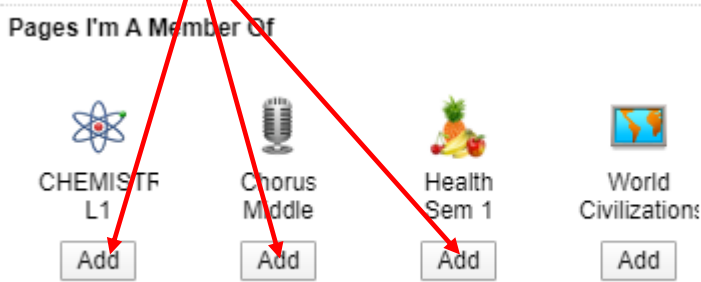 Pages I'm A Member Of
CHEMISTR
L1
Chorus
Middle
Health
Sem 1
World
Civilizations
Add
Add
Add
Add